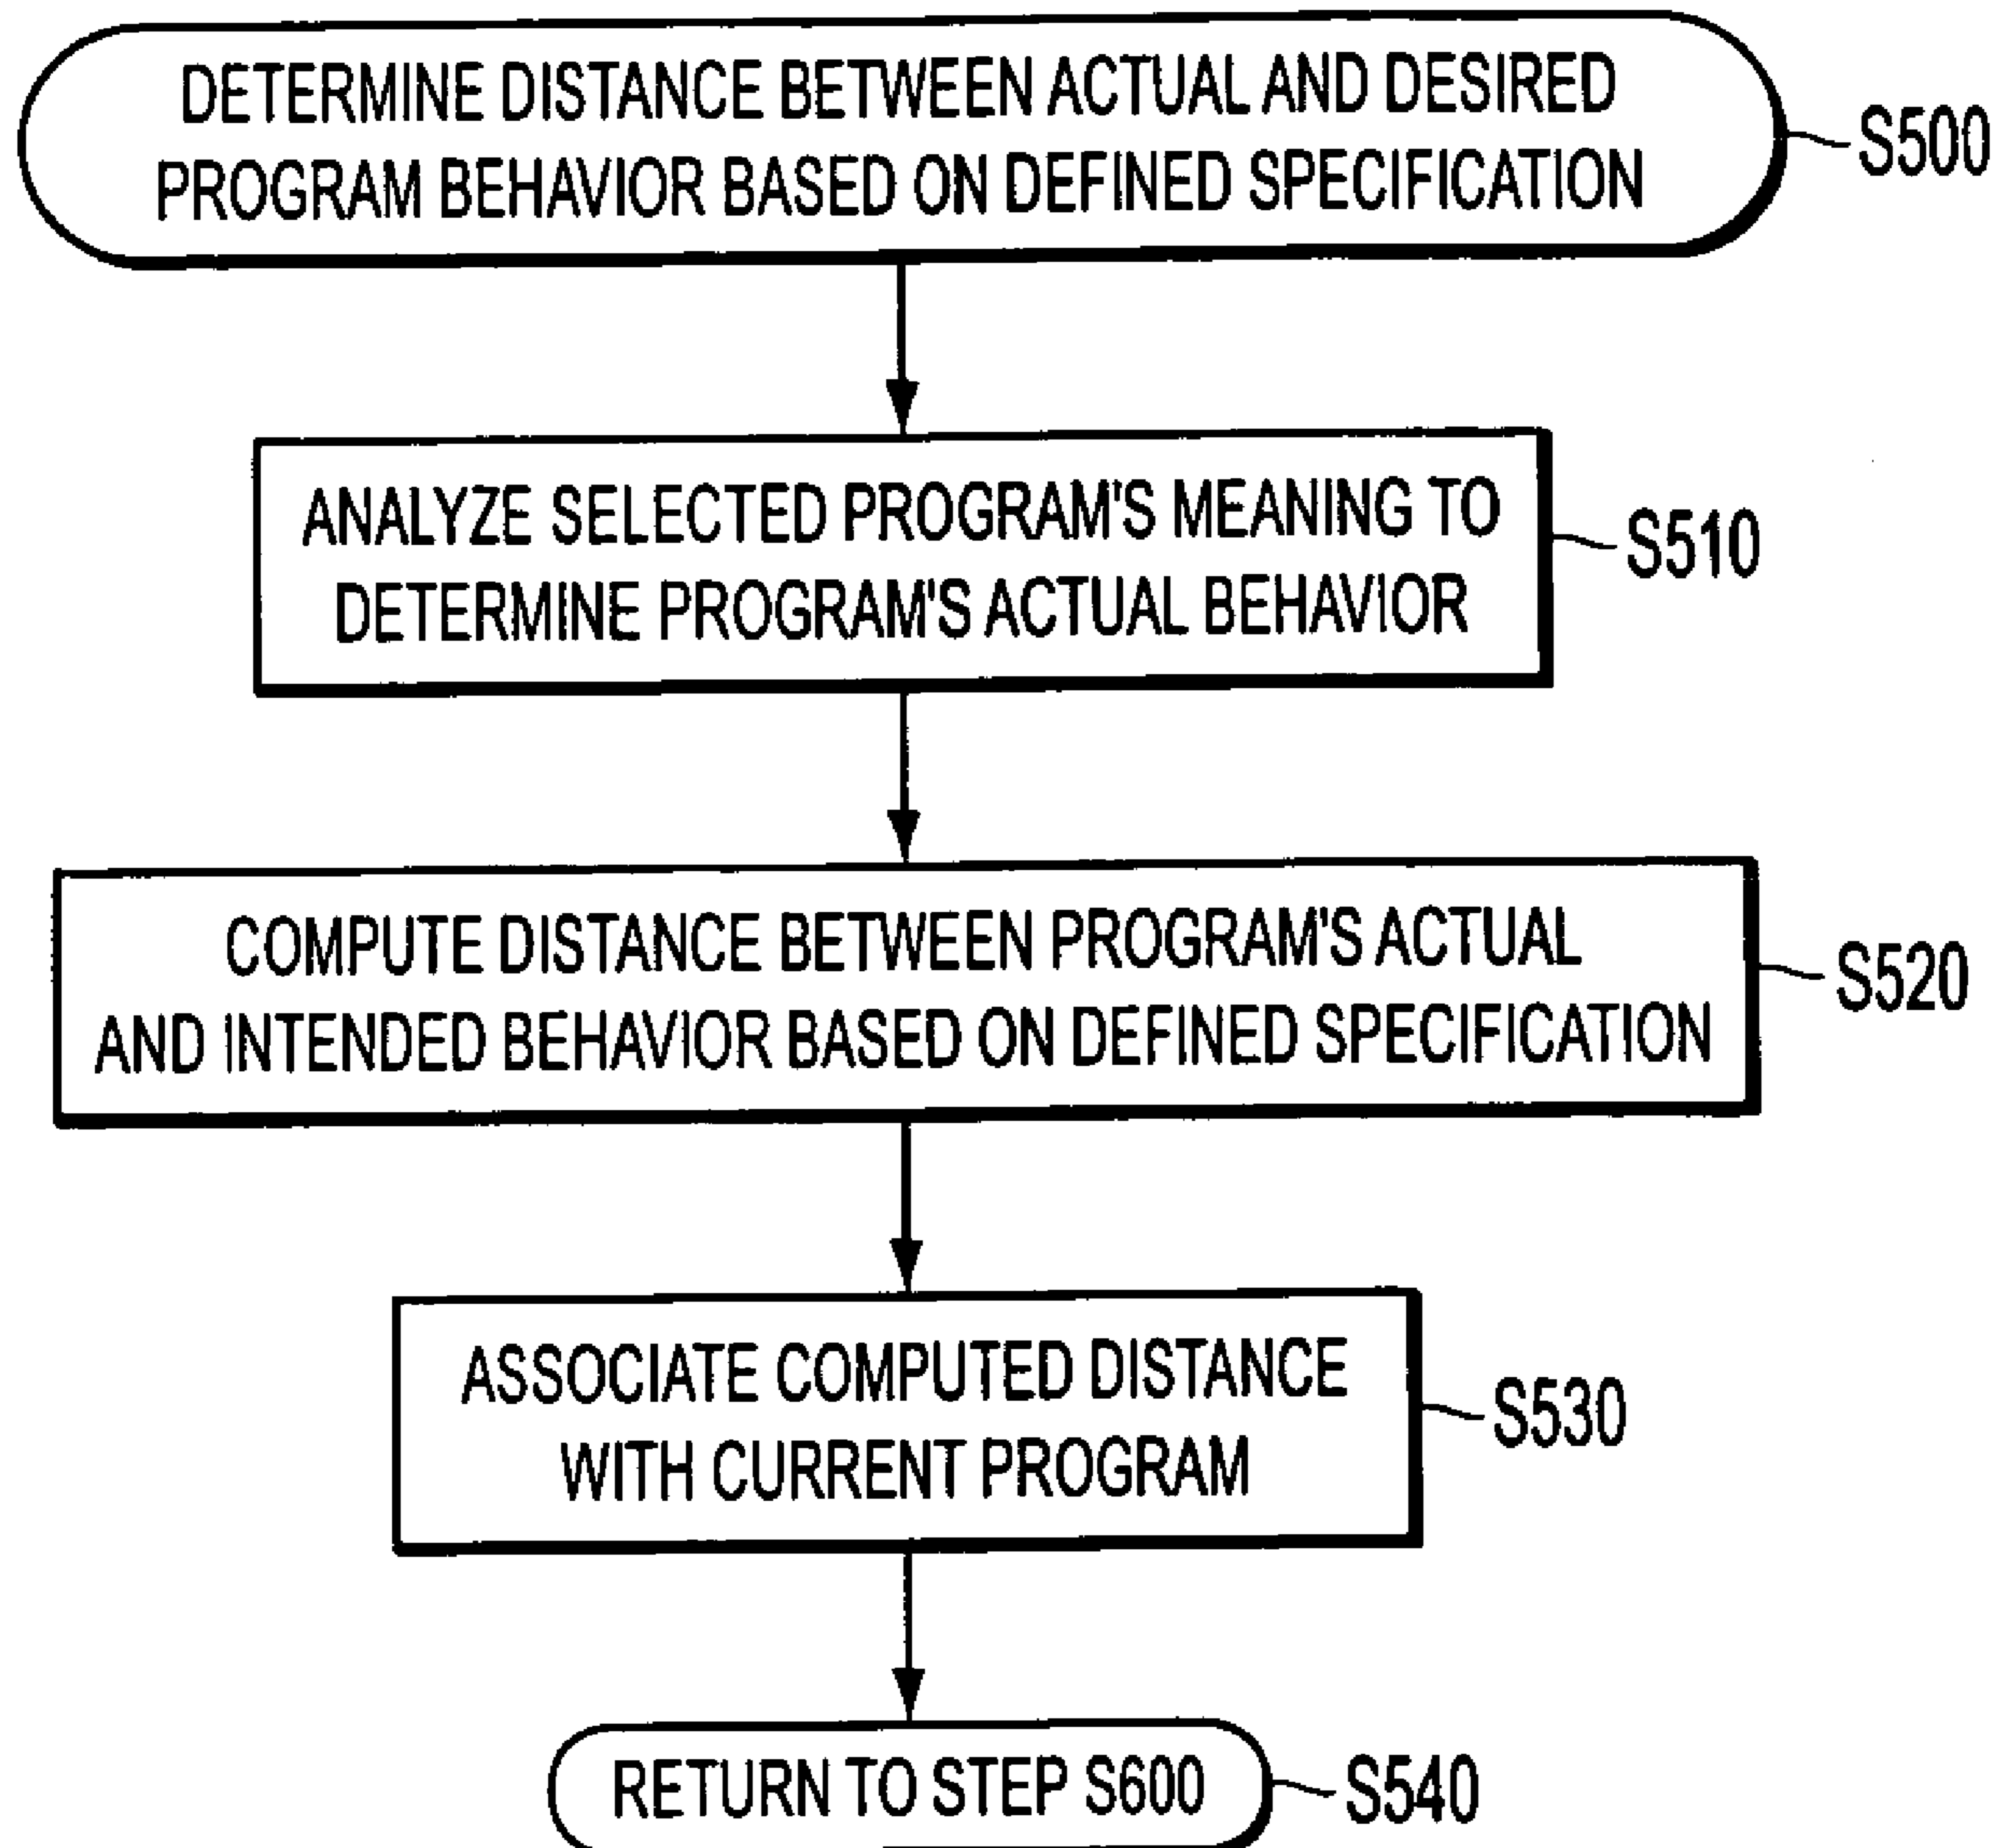 DETERMINE DISTANCE BETWEEN ACTUAL AND DESIRED
PROGRAM BEHAVIOR BASED ON DEFINED SPECIFICATION
S500
ANALYZE SELECTED PROGRAM'S MEANING TO
DETERMINE PROGRAM'S ACTUAL BEHAVIOR
S510
COMPUTE DISTANCE BETWEEN PROGRAM'S ACTUAL
AND INTENDED BEHAVIOR BASED ON DEFINED SPECIFICATION
S520
ASSOCIATE COMPUTED DISTANCE
WITH CURRENT PROGRAM
S530
RETURN TO STEP S600
S540